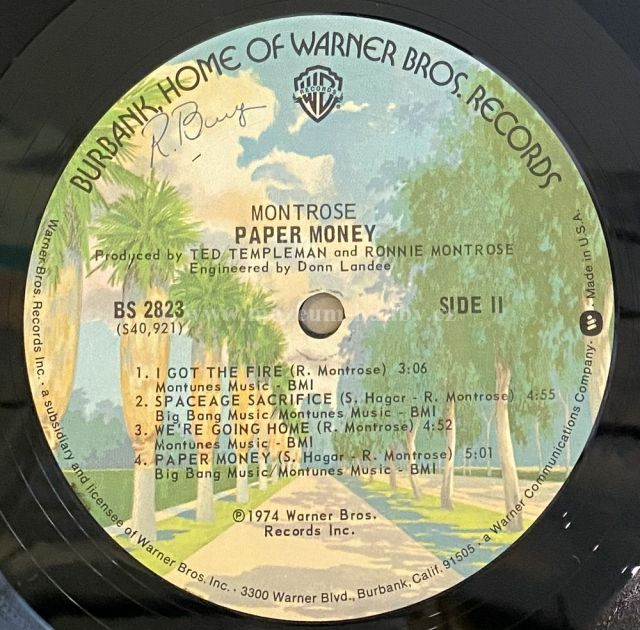 BURBANK, HOME OF WARNER BROS. RECORDS
WB
RECORDS
MONTROSE
PAPER MONEY
Produced by TED TEMPLEMAN and RONNIE MONTROSE
Engineered by Donn Landee
BS 2823
(S40,921)
SIDE II
1. I GOT THE FIRE (R. Montrose) 3:06
Montunes Music - BMI
2. SPACEAGE SACRIFICE (S. Hagar - R. Montrose) 4:55
Big Bang Music/Montunes Music - BMI
3. WE'RE GOING HOME (R. Montrose) 4:52
Montunes Music - BMI
4. PAPER MONEY (S. Hagar - R. Montrose) 5:01
Big Bang Music/Montunes Music - BMI
℗1974 Warner Bros.
Records Inc.
Warner Bros. Records Inc. · a subsidiary and licensee of Warner Bros. Inc. · 3300 Warner Blvd., Burbank, Calif. 91505 · a Warner Communications Company · Made in U.S.A.